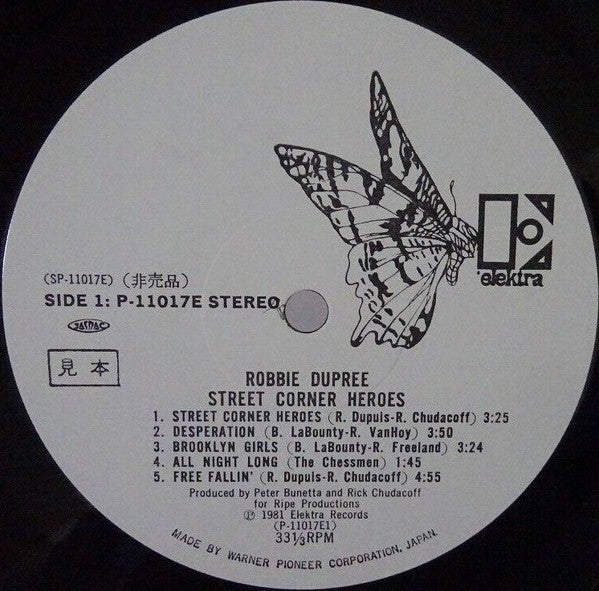 elektra
(SP-11017E) (非売品)
SIDE 1: P-11017E STEREO
JASRAC
見本
ROBBIE DUPREE
STREET CORNER HEROES
1. STREET CORNER HEROES (R. Dupuis-R. Chudacoff) 3:25
2. DESPERATION (B. LaBounty-R. VanHoy) 3:50
3. BROOKLYN GIRLS (B. LaBounty-R. Freeland) 3:24
4. ALL NIGHT LONG (The Chessmen) 1:45
5. FREE FALLIN' (R. Dupuis-R. Chudacoff) 4:55
Produced by Peter Bunetta and Rick Chudacoff
for Ripe Productions
Ⓟ 1981 Elektra Records
(P-11017E1)
33⅓RPM
MADE BY WARNER PIONEER CORPORATION, JAPAN.